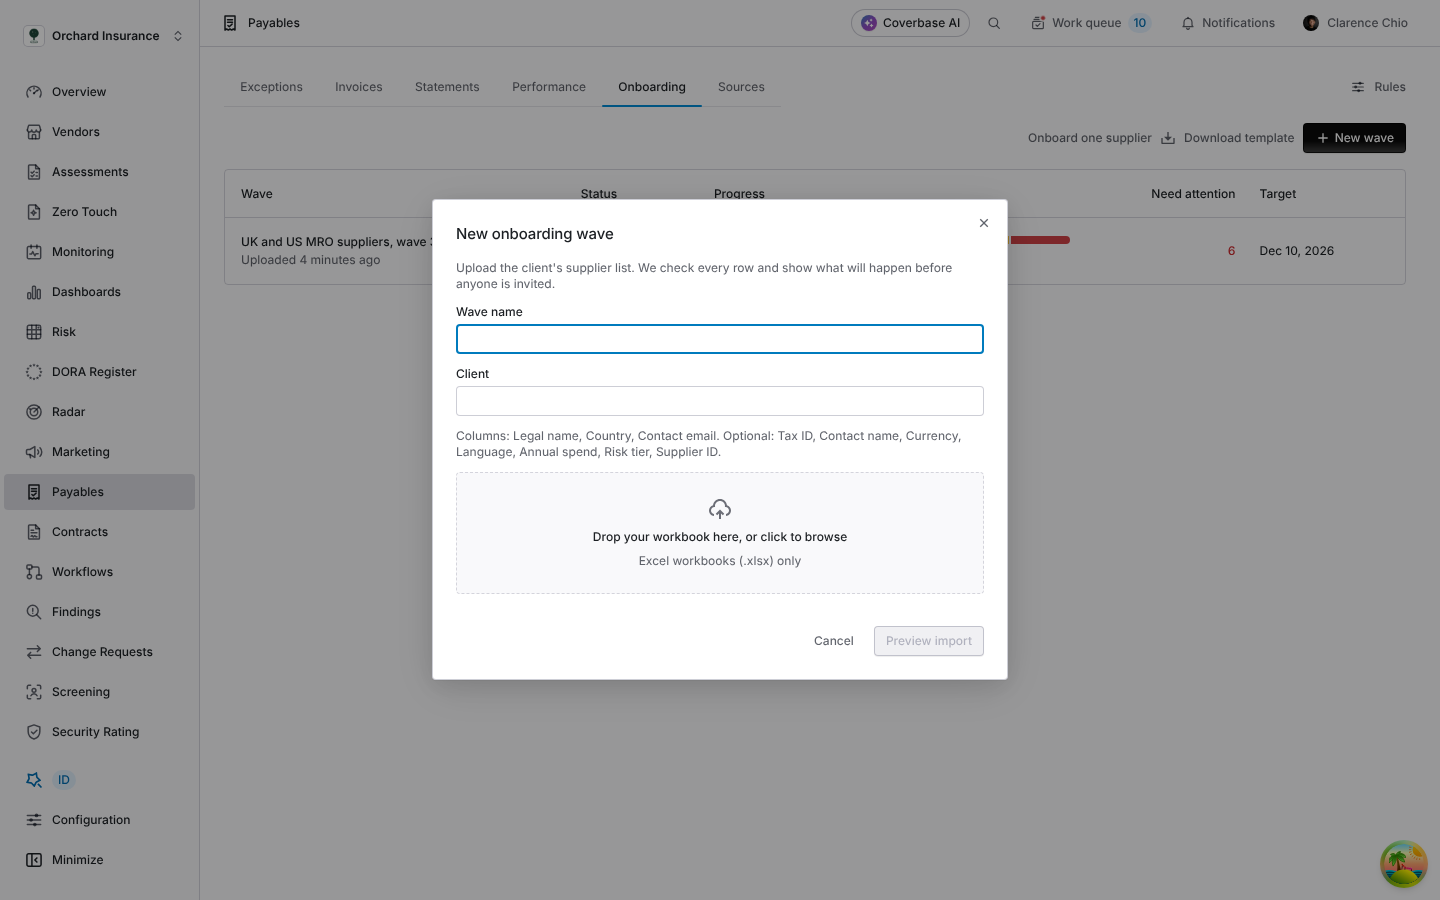 Orchard Insurance
Payables
Coverbase AI
Work queue 10
Notifications
Clarence Chio
Overview
Vendors
Assessments
Zero Touch
Monitoring
Dashboards
Risk
DORA Register
Radar
Marketing
Payables
Contracts
Workflows
Findings
Change Requests
Screening
Security Rating
ID
Configuration
Minimize
Exceptions
Invoices
Statements
Performance
Onboarding
Sources
Rules
Onboard one supplier
Download template
New wave
Wave
Status
Progress
Need attention
Target
UK and US MRO suppliers, wave
Uploaded 4 minutes ago
6
Dec 10, 2026
New onboarding wave
Upload the client's supplier list. We check every row and show what will happen before
anyone is invited.
Wave name
Client
Columns: Legal name, Country, Contact email. Optional: Tax ID, Contact name, Currency,
Language, Annual spend, Risk tier, Supplier ID.
Drop your workbook here, or click to browse
Excel workbooks (.xlsx) only
Cancel
Preview import